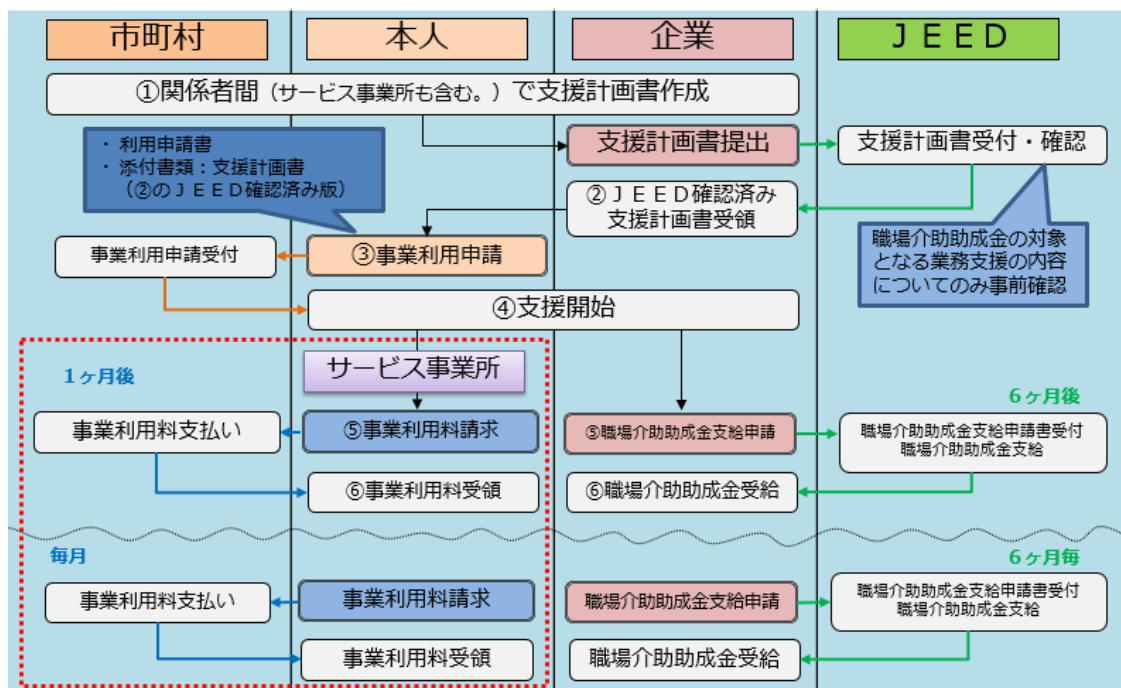 市町村
本人
企業
ＪＥＥＤ
①関係者間（サービス事業所も含む。）で支援計画書作成
・ 利用申請書
・ 添付書類：支援計画書
（②のＪＥＥＤ確認済み版）
支援計画書提出
支援計画書受付・確認
②ＪＥＥＤ確認済み
支援計画書受領
職場介助助成金の対象
となる業務支援の内容
についてのみ事前確認
事業利用申請受付
③事業利用申請
④支援開始
サービス事業所
１ヶ月後
６ヶ月後
事業利用料支払い
⑤事業利用料請求
⑤職場介助助成金支給申請
職場介助助成金支給申請書受付
職場介助助成金支給
⑥事業利用料受領
⑥職場介助助成金受給
毎月
６ヶ月毎
事業利用料支払い
事業利用料請求
職場介助助成金支給申請
職場介助助成金支給申請書受付
職場介助助成金支給
事業利用料受領
職場介助助成金受給